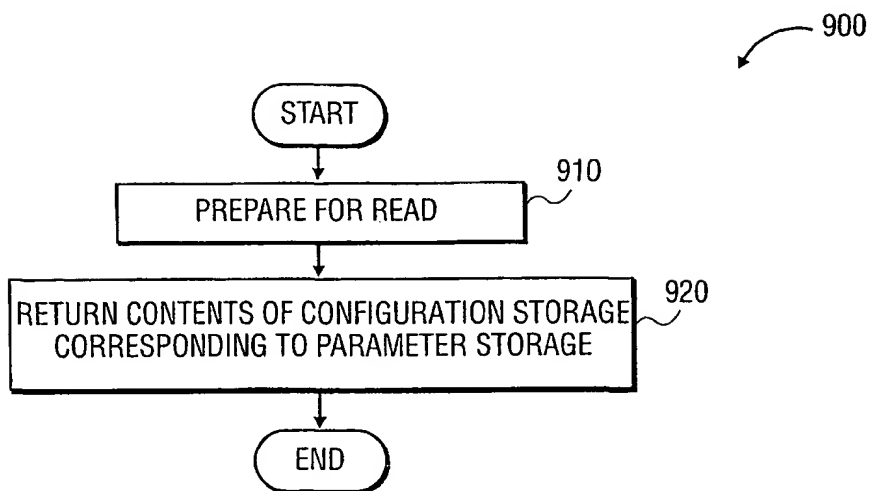 900
START
910
PREPARE FOR READ
920
RETURN CONTENTS OF CONFIGURATION STORAGE
CORRESPONDING TO PARAMETER STORAGE
END